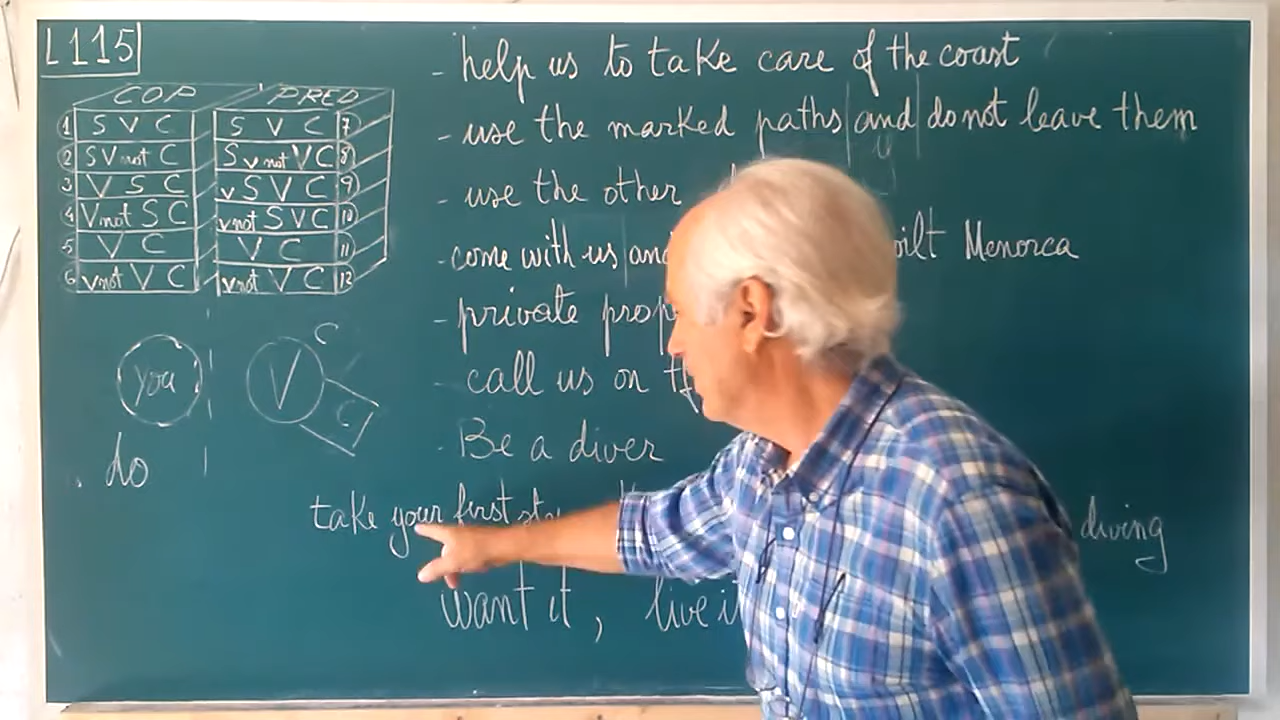 L115
COP PRED
1 S V C S V C 7
2 S V not C S v not V C 8
3 V S C v S V C 9
4 V not S C v not S V C 10
5 V C V C 11
6 v not V C v not V C 12
you V C C
. do
- help us to take care of the coast
- use the marked paths and do not leave them
- use the other
- come with us and Menorca
- private
- call us on
- Be a diver
take your first diving
want it, live it